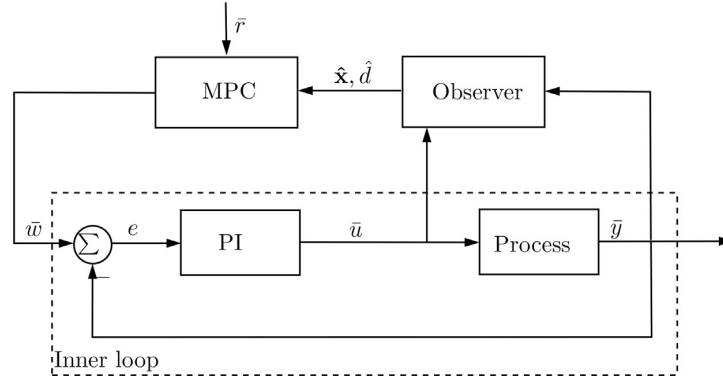 r̄
MPC
x̂, d̂
Observer
w̄
∑
e
PI
ū
Process
ȳ
−
Inner loop